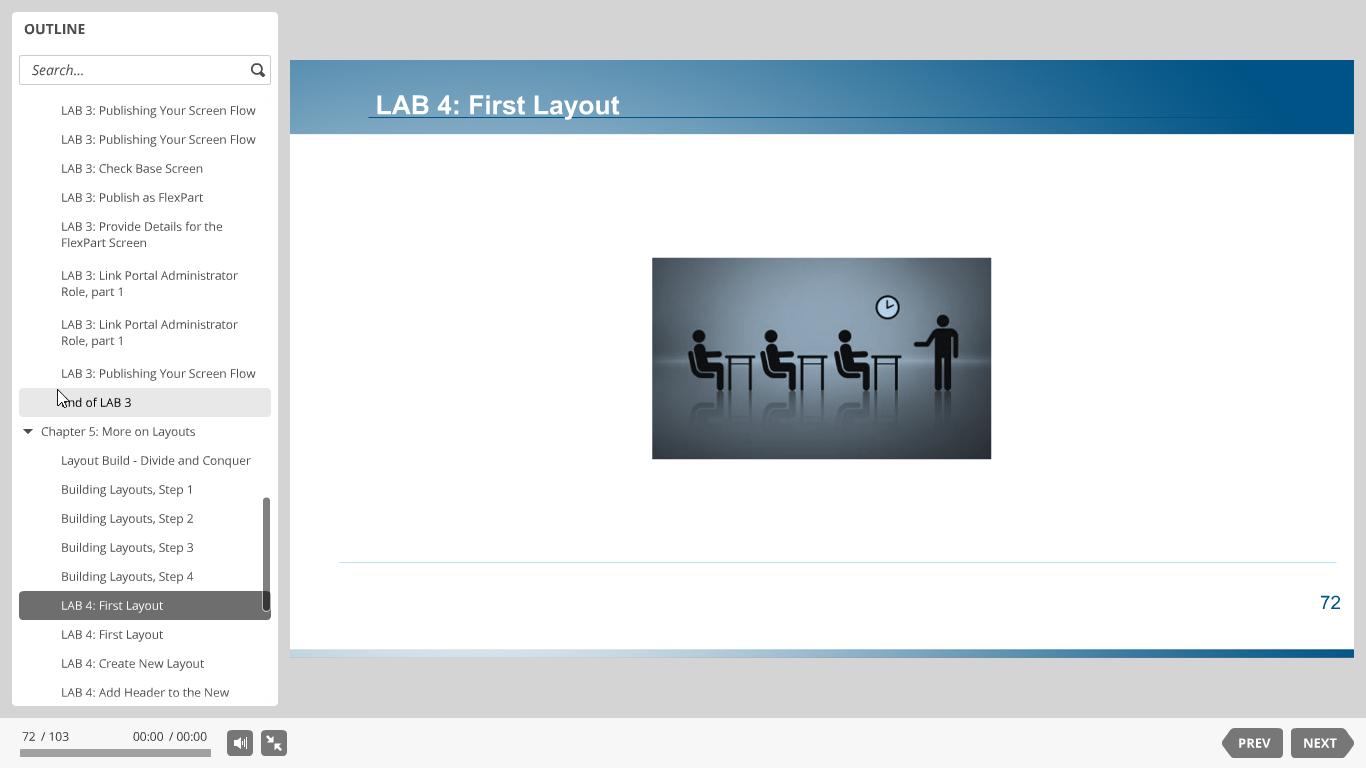 OUTLINE
Search...
LAB 3: Publishing Your Screen Flow
LAB 3: Publishing Your Screen Flow
LAB 3: Check Base Screen
LAB 3: Publish as FlexPart
LAB 3: Provide Details for the
FlexPart Screen
LAB 3: Link Portal Administrator
Role, part 1
LAB 3: Link Portal Administrator
Role, part 1
LAB 3: Publishing Your Screen Flow
nd of LAB 3
Chapter 5: More on Layouts
Layout Build - Divide and Conquer
Building Layouts, Step 1
Building Layouts, Step 2
Building Layouts, Step 3
Building Layouts, Step 4
LAB 4: First Layout
LAB 4: First Layout
LAB 4: Create New Layout
LAB 4: Add Header to the New
LAB 4: First Layout
72
72 / 103
00:00 / 00:00
PREV
NEXT